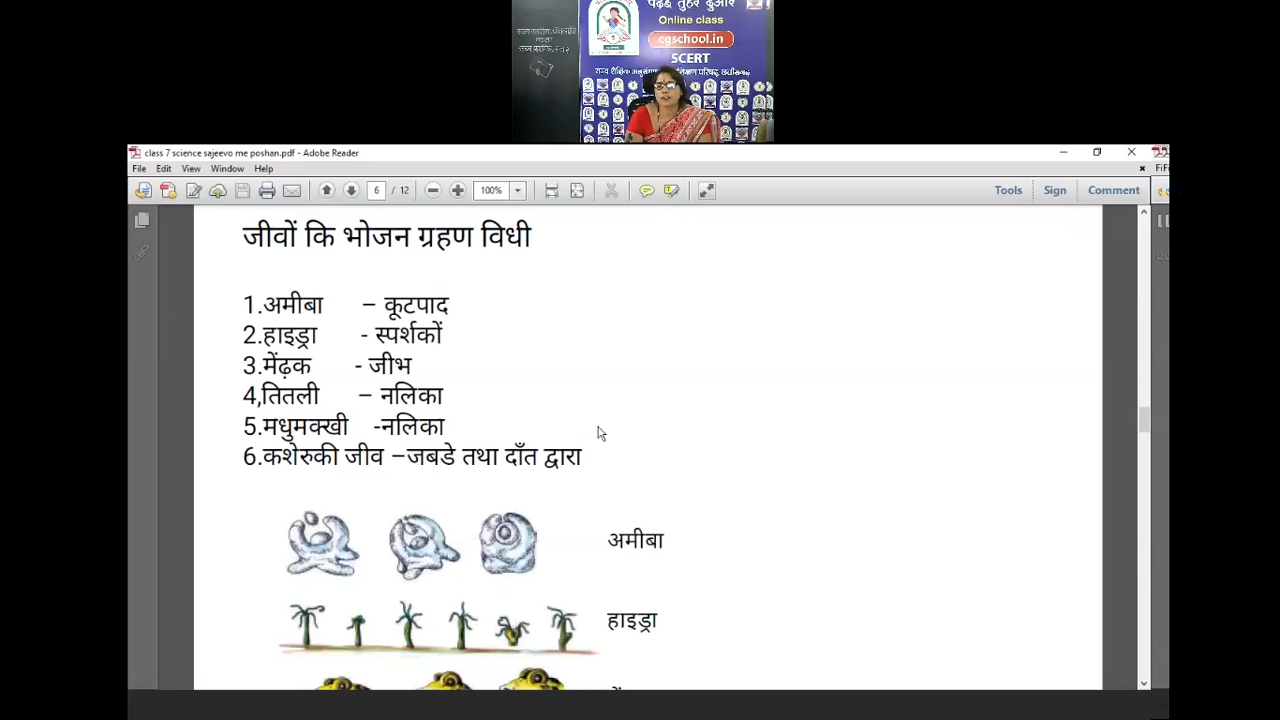 पढ़ई तुंहर दुआर
Online class
cgschool.in
SCERT
class 7 science sajeevo me poshan.pdf - Adobe Reader
File Edit View Window Help
6 / 12 100% Tools Sign Comment
जीवों कि भोजन ग्रहण विधी
1.अमीबा – कूटपाद
2.हाइड्रा - स्पर्शकों
3.मेंढ़क - जीभ
4,तितली – नलिका
5.मधुमक्खी -नलिका
6.कशेरुकी जीव –जबडे तथा दाँत द्वारा
अमीबा
हाइड्रा